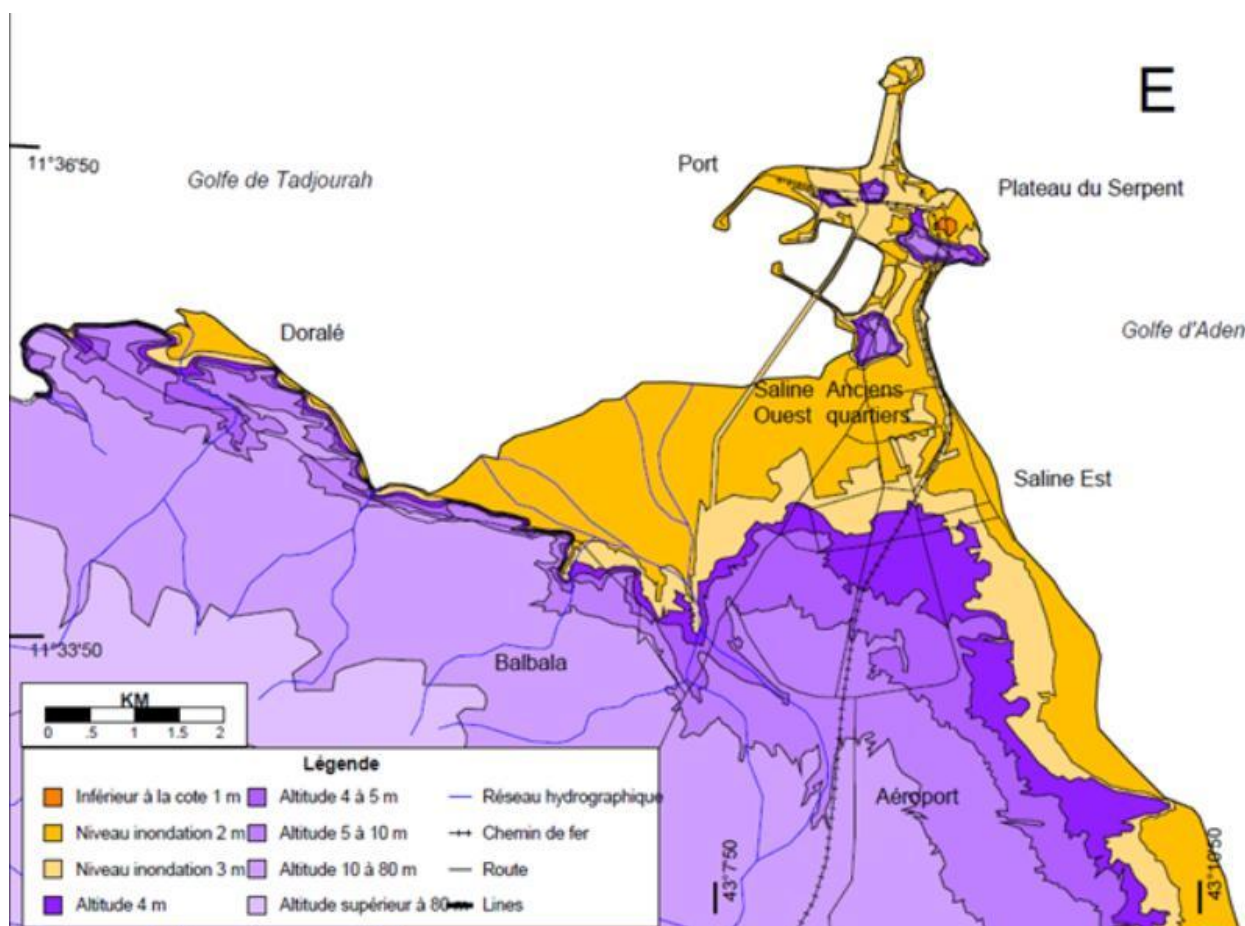 E
11°36'50
Golfe de Tadjourah
Port
Plateau du Serpent
Doralé
Golfe d'Aden
Saline Anciens
Ouest quartiers
Saline Est
11°33'50
Balbala
KM
0 .5 1 1.5 2
Aéroport
43°7'50
43°10'50
Légende
Inférieur à la cote 1 m
Altitude 4 à 5 m
Réseau hydrographique
Niveau inondation 2 m
Altitude 5 à 10 m
Chemin de fer
Niveau inondation 3 m
Altitude 10 à 80 m
Route
Altitude 4 m
Altitude supérieur à 80 m
Lines